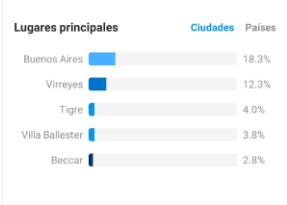 Lugares principales Ciudades Países
Buenos Aires 18.3%
Virreyes 12.3%
Tigre 4.0%
Villa Ballester 3.8%
Beccar 2.8%